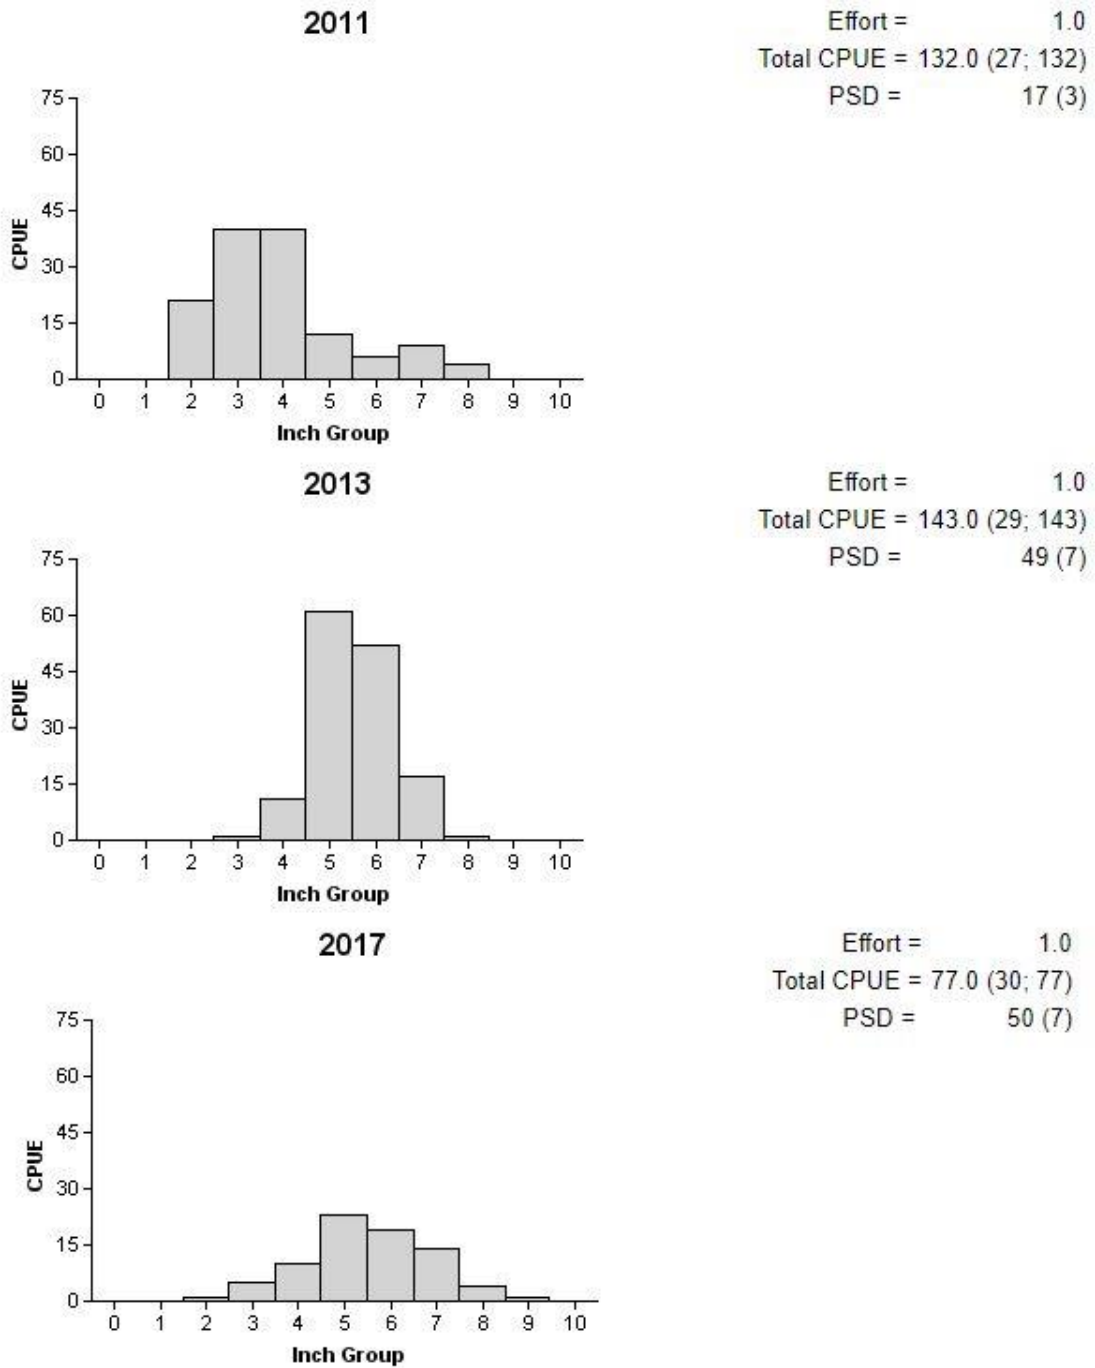 2011
Effort = 1.0
Total CPUE = 132.0 (27; 132)
PSD = 17 (3)
75
60
45
30
15
0
CPUE
0 1 2 3 4 5 6 7 8 9 10
Inch Group
2013
Effort = 1.0
Total CPUE = 143.0 (29; 143)
PSD = 49 (7)
75
60
45
30
15
0
CPUE
0 1 2 3 4 5 6 7 8 9 10
Inch Group
2017
Effort = 1.0
Total CPUE = 77.0 (30; 77)
PSD = 50 (7)
75
60
45
30
15
0
CPUE
0 1 2 3 4 5 6 7 8 9 10
Inch Group